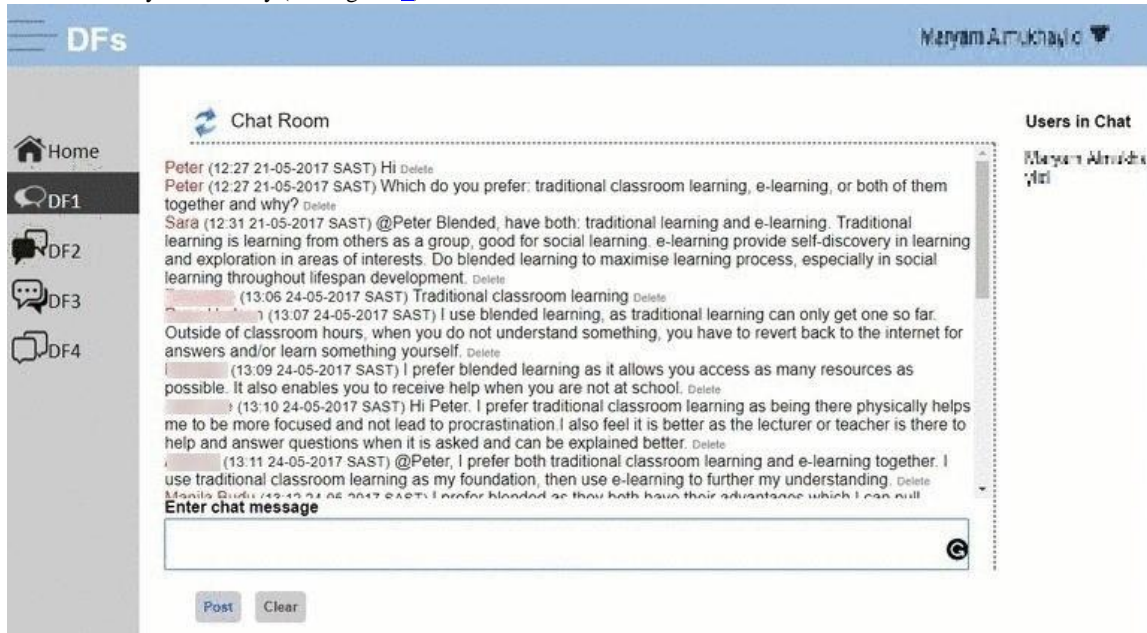 DFs
Maryam
Home
DF1
DF2
DF3
DF4
Chat Room
Peter (12:27 21-05-2017 SAST) Hi Delete
Peter (12:27 21-05-2017 SAST) Which do you prefer: traditional classroom learning, e-learning, or both of them
together and why? Delete
Sara (12:31 21-05-2017 SAST) @Peter Blended, have both: traditional learning and e-learning. Traditional
learning is learning from others as a group, good for social learning. e-learning provide self-discovery in learning
and exploration in areas of interests. Do blended learning to maximise learning process, especially in social
learning throughout lifespan development. Delete
(13:06 24-05-2017 SAST) Traditional classroom learning Delete
(13:07 24-05-2017 SAST) I use blended learning, as traditional learning can only get one so far.
Outside of classroom hours, when you do not understand something, you have to revert back to the internet for
answers and/or learn something yourself. Delete
(13:09 24-05-2017 SAST) I prefer blended learning as it allows you access as many resources as
possible. It also enables you to receive help when you are not at school. Delete
(13:10 24-05-2017 SAST) Hi Peter. I prefer traditional classroom learning as being there physically helps
me to be more focused and not lead to procrastination.I also feel it is better as the lecturer or teacher is there to
help and answer questions when it is asked and can be explained better. Delete
(13:11 24-05-2017 SAST) @Peter, I prefer both traditional classroom learning and e-learning together. I
use traditional classroom learning as my foundation, then use e-learning to further my understanding. Delete
I prefer blended as they both have their advantages which I can pull
Enter chat message
Post
Clear
Users in Chat
Maryam